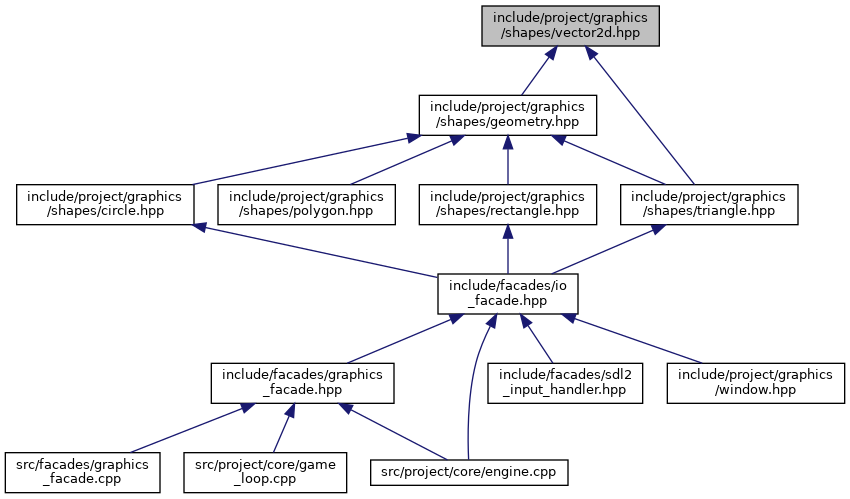 include/project/graphics
/shapes/vector2d.hpp
include/project/graphics
/shapes/geometry.hpp
include/project/graphics
/shapes/circle.hpp
include/project/graphics
/shapes/polygon.hpp
include/project/graphics
/shapes/rectangle.hpp
include/project/graphics
/shapes/triangle.hpp
include/facades/io
_facade.hpp
include/facades/graphics
_facade.hpp
include/facades/sdl2
_input_handler.hpp
include/project/graphics
/window.hpp
src/facades/graphics
_facade.cpp
src/project/core/game
_loop.cpp
src/project/core/engine.cpp